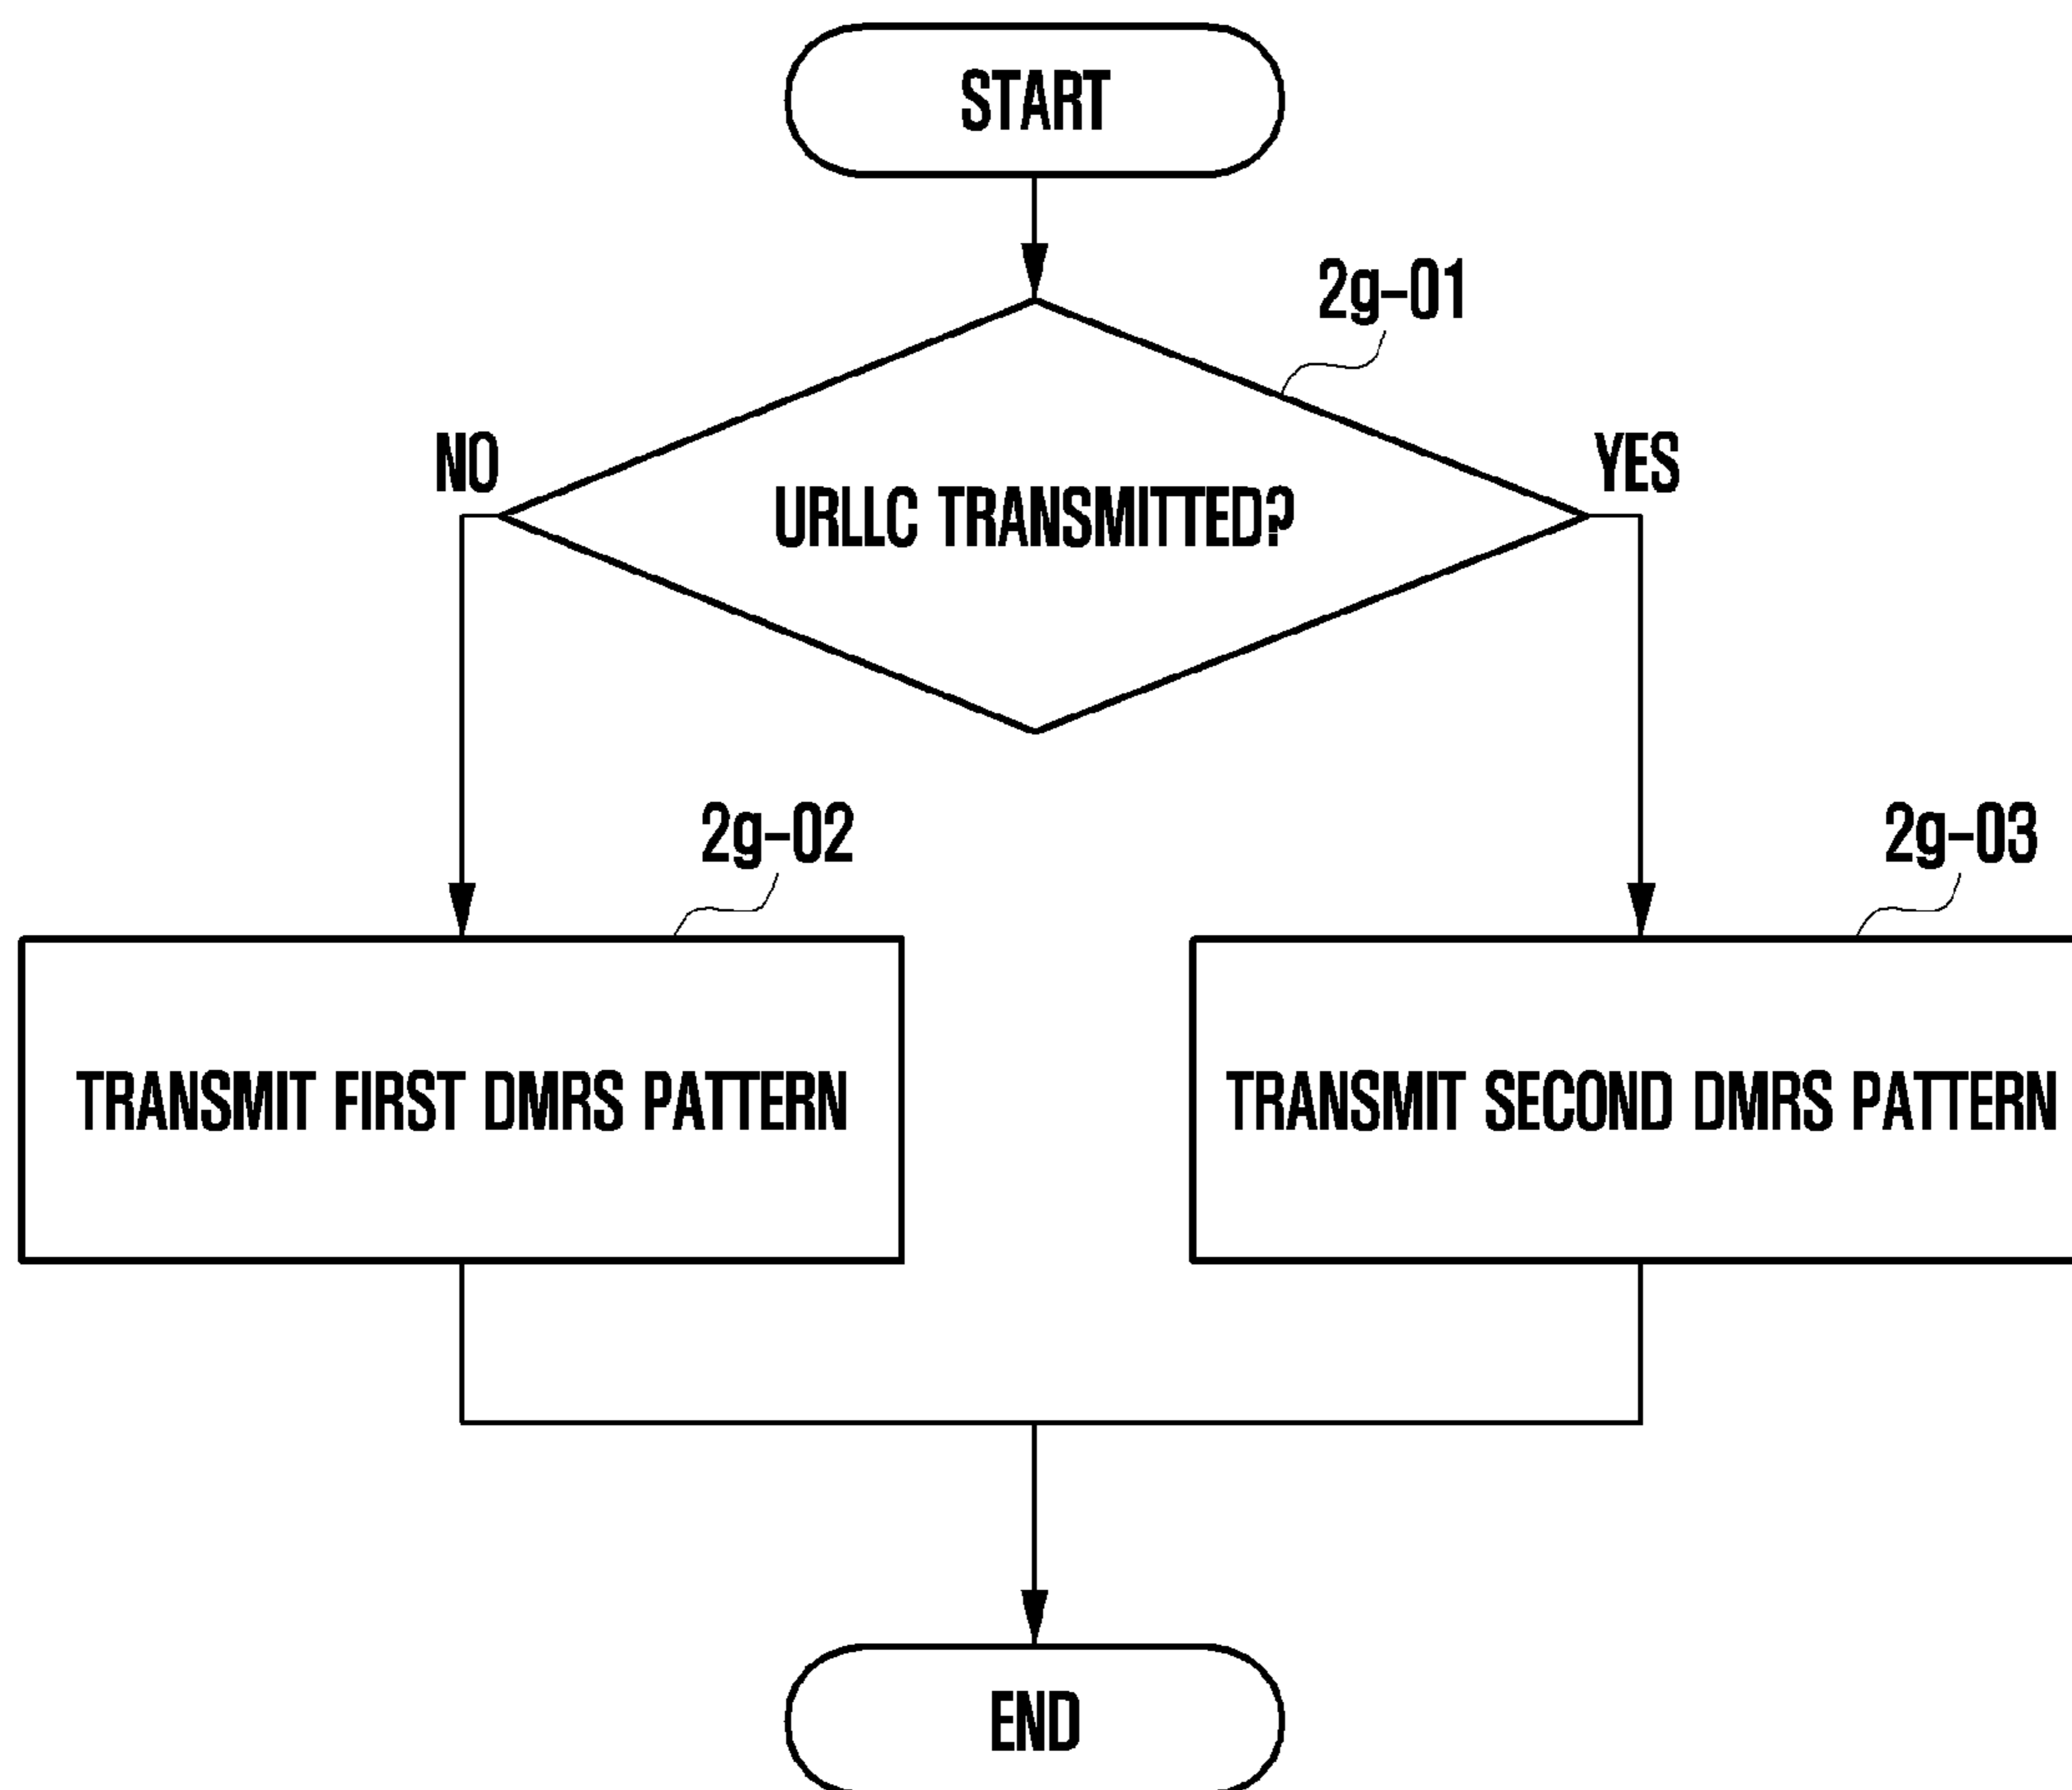 START
2g-01
NO
YES
URLLC TRANSMITTED?
2g-02
2g-03
TRANSMIT FIRST DMRS PATTERN
TRANSMIT SECOND DMRS PATTERN
END